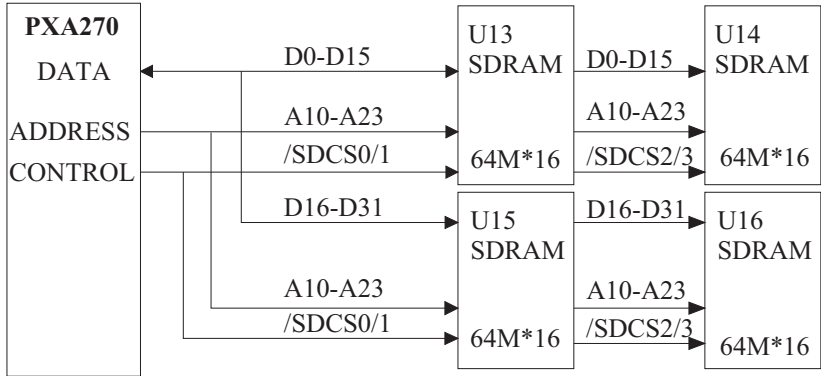 PXA270
DATA
ADDRESS
CONTROL
D0-D15
A10-A23
/SDCS0/1
U13
SDRAM
64M*16
D0-D15
A10-A23
/SDCS2/3
U14
SDRAM
64M*16
D16-D31
A10-A23
/SDCS0/1
U15
SDRAM
64M*16
D16-D31
A10-A23
/SDCS2/3
U16
SDRAM
64M*16